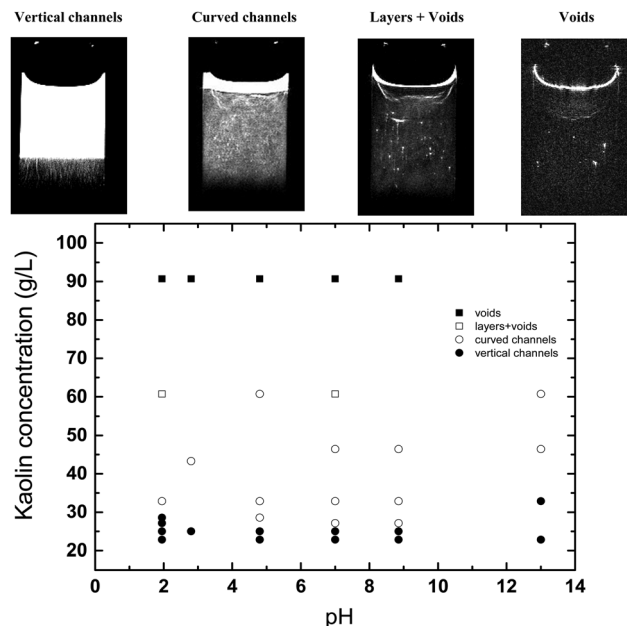 Vertical channels
Curved channels
Layers + Voids
Voids
Kaolin concentration (g/L)
100
90
80
70
60
50
40
30
20
voids
layers+voids
curved channels
vertical channels
0 2 4 6 8 10 12 14
pH